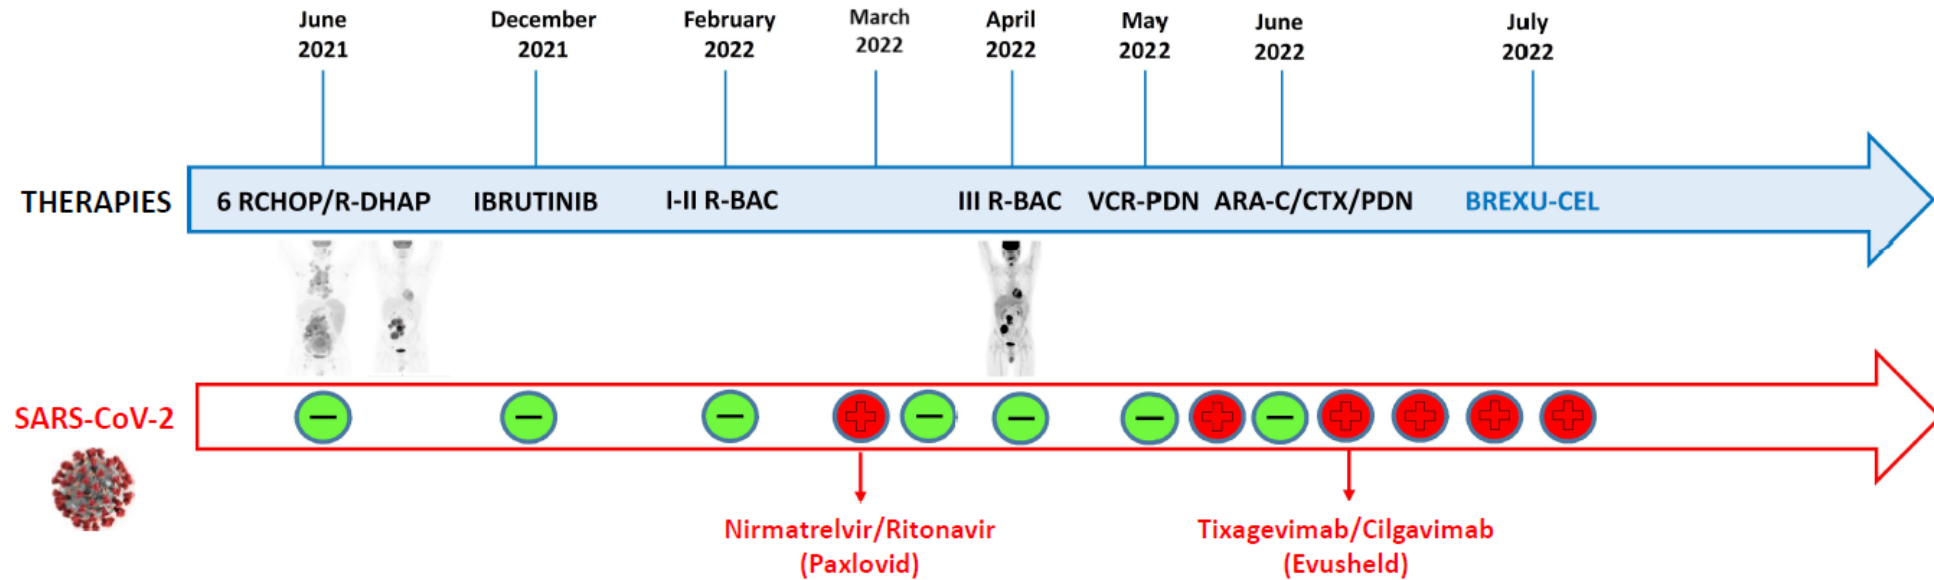 June
2021
December
2021
February
2022
March
2022
April
2022
May
2022
June
2022
July
2022
THERAPIES
6 RCHOP/R-DHAP
IBRUTINIB
I-II R-BAC
III R-BAC
VCR-PDN
ARA-C/CTX/PDN
BREXU-CEL
SARS-CoV-2
Nirmatrelvir/Ritonavir
(Paxlovid)
Tixagevimab/Cilgavimab
(Evusheld)